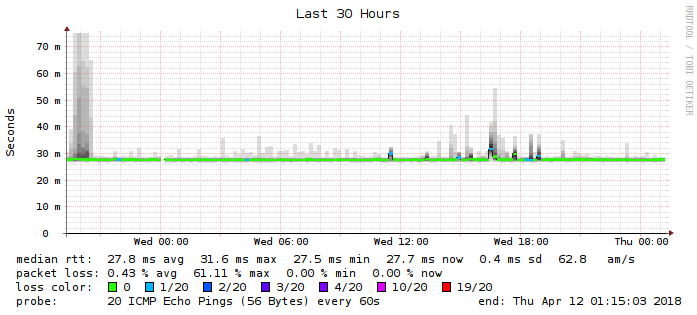 Last 30 Hours
RRDTOOL / TOBI OETIKER
Seconds
70 m
60 m
50 m
40 m
30 m
20 m
10 m
0
Wed 00:00 Wed 06:00 Wed 12:00 Wed 18:00 Thu 00:00
median rtt: 27.8 ms avg 31.6 ms max 27.5 ms min 27.7 ms now 0.4 ms sd 62.8 am/s
packet loss: 0.43 % avg 61.11 % max 0.00 % min 0.00 % now
loss color: 0 1/20 2/20 3/20 4/20 10/20 19/20
probe: 20 ICMP Echo Pings (56 Bytes) every 60s end: Thu Apr 12 01:15:03 2018